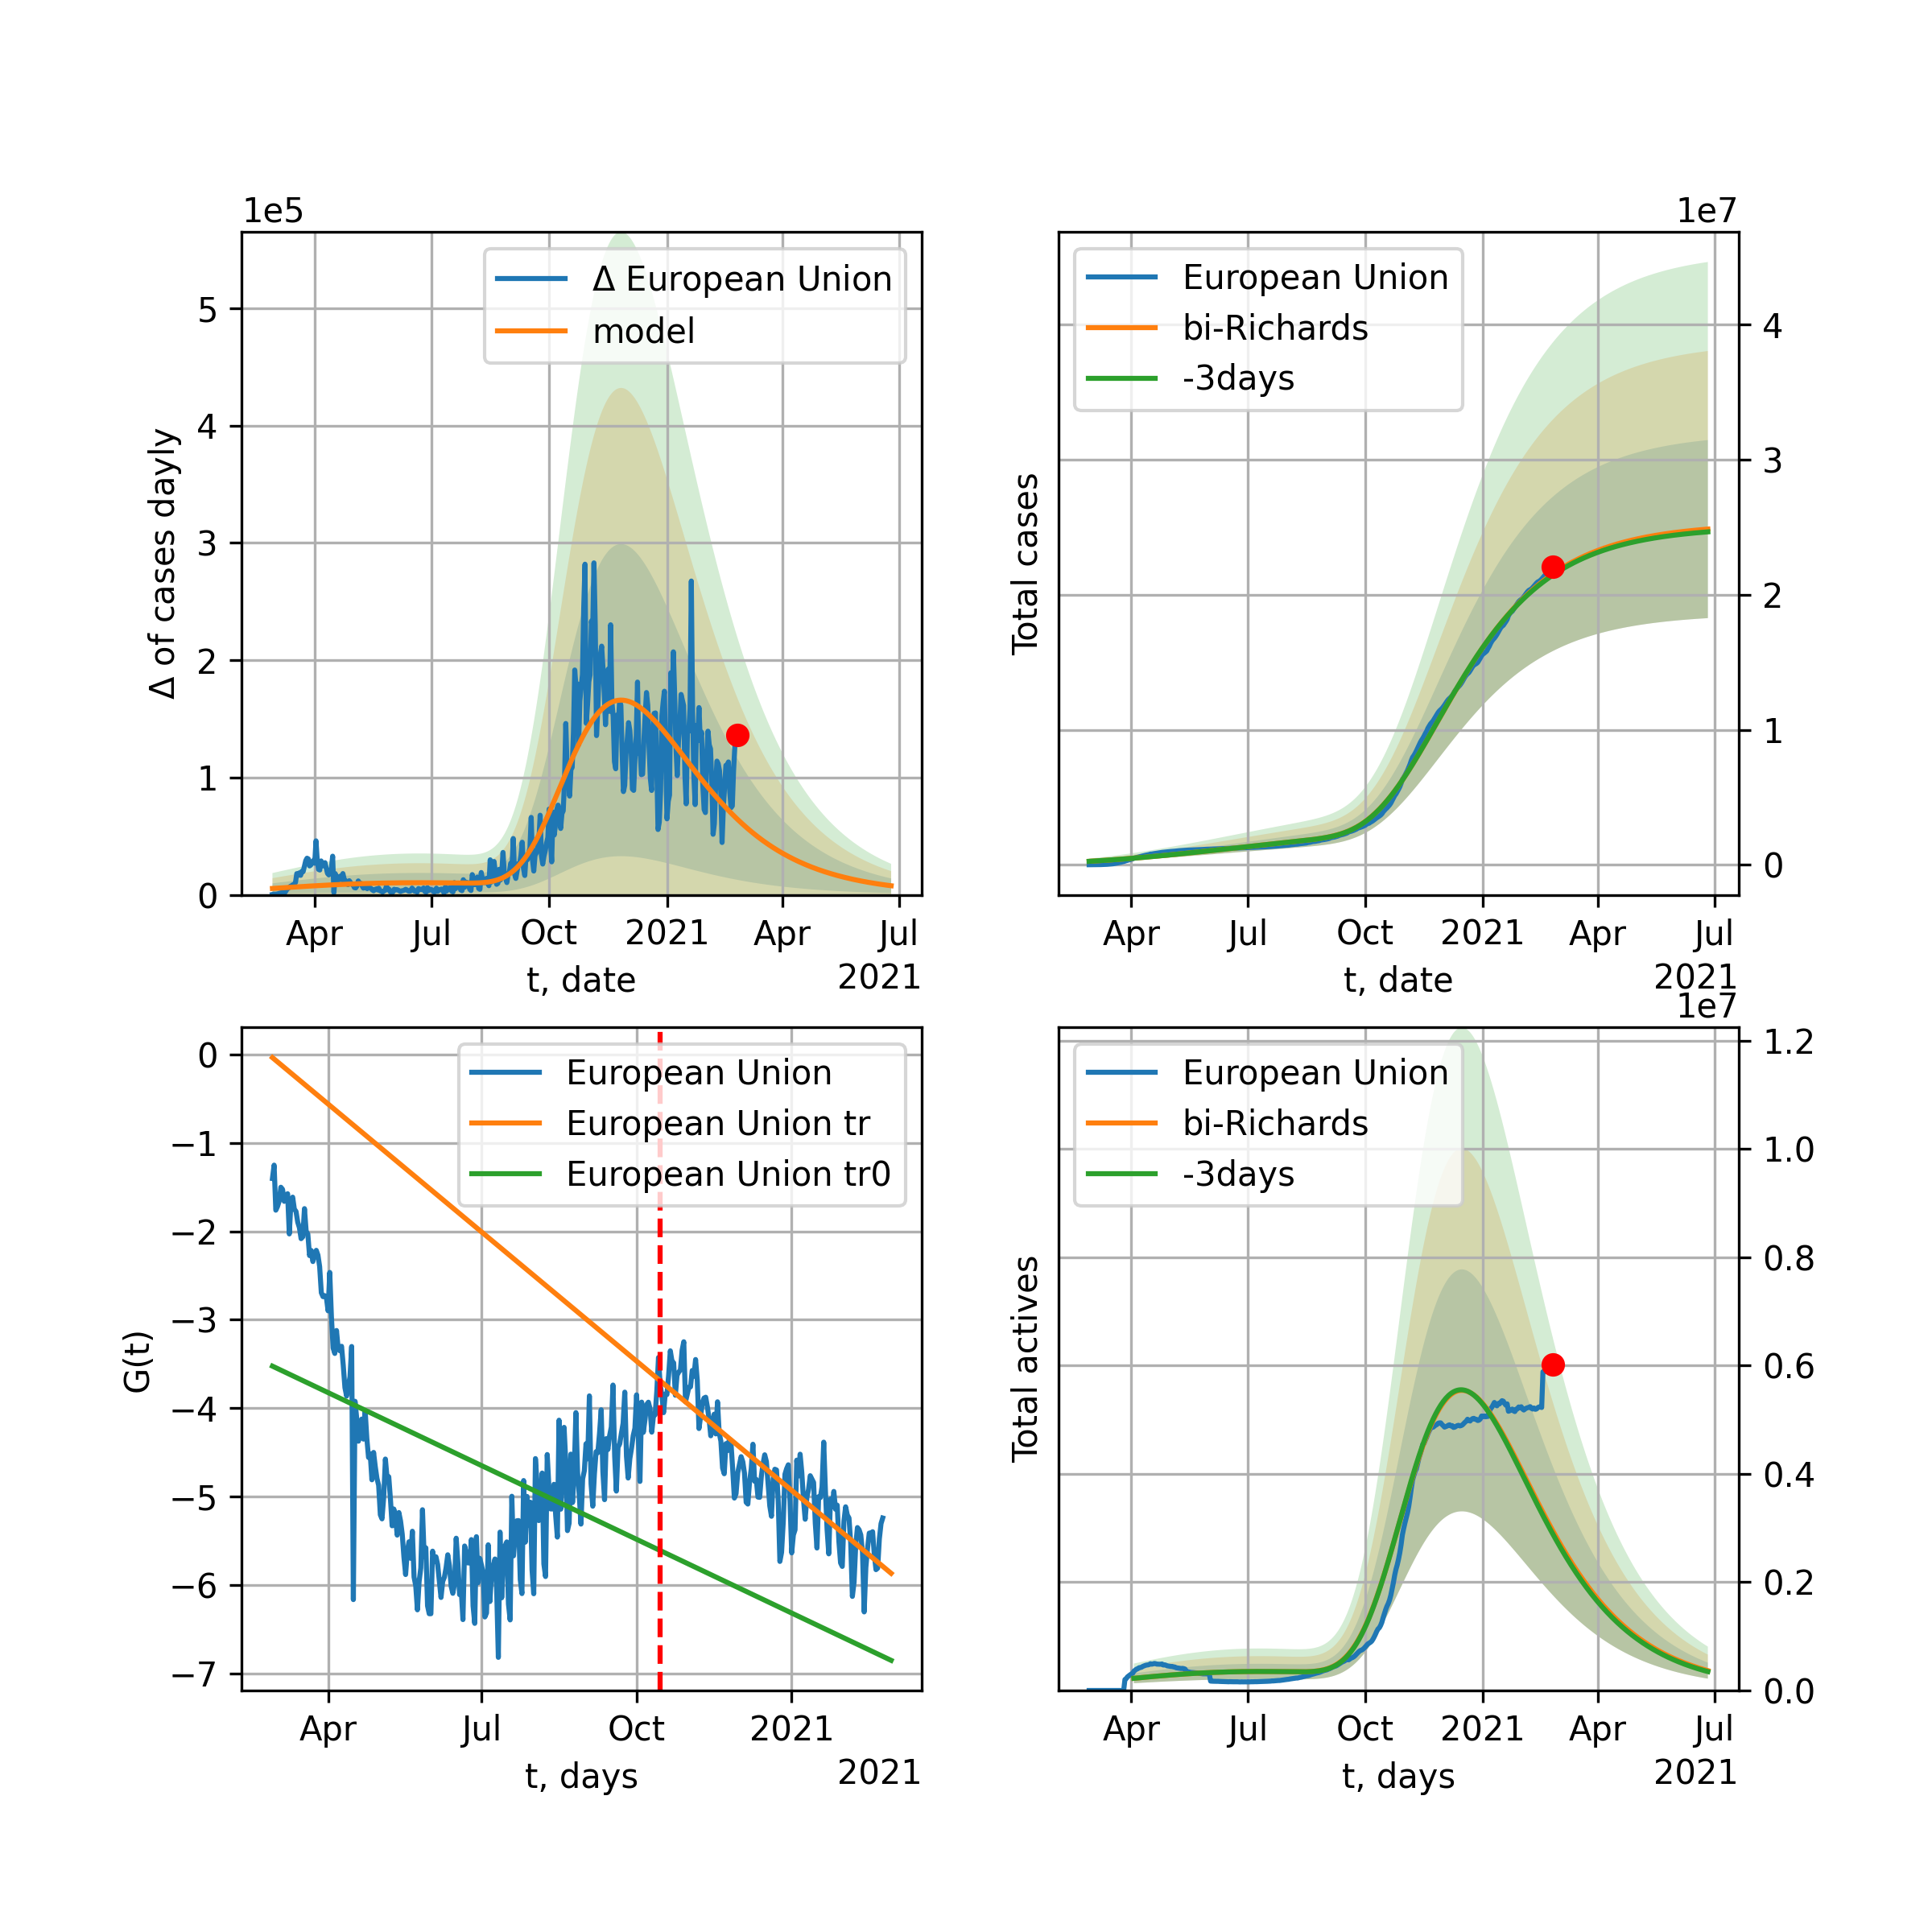 1e5
Δ European Union
model
5
4
3
2
1
0
Δ of cases dayly
Apr
Jul
Oct
2021
Apr
Jul
t, date
2021
1e7
European Union
bi-Richards
-3days
4
3
2
1
0
Total cases
Apr
Jul
Oct
2021
Apr
Jul
t, date
2021
European Union
European Union tr
European Union tr0
0
−1
−2
−3
−4
−5
−6
−7
G(t)
Apr
Jul
Oct
2021
t, days
2021
1e7
European Union
bi-Richards
-3days
1.2
1.0
0.8
0.6
0.4
0.2
0.0
Total actives
Apr
Jul
Oct
2021
Apr
Jul
t, days
2021